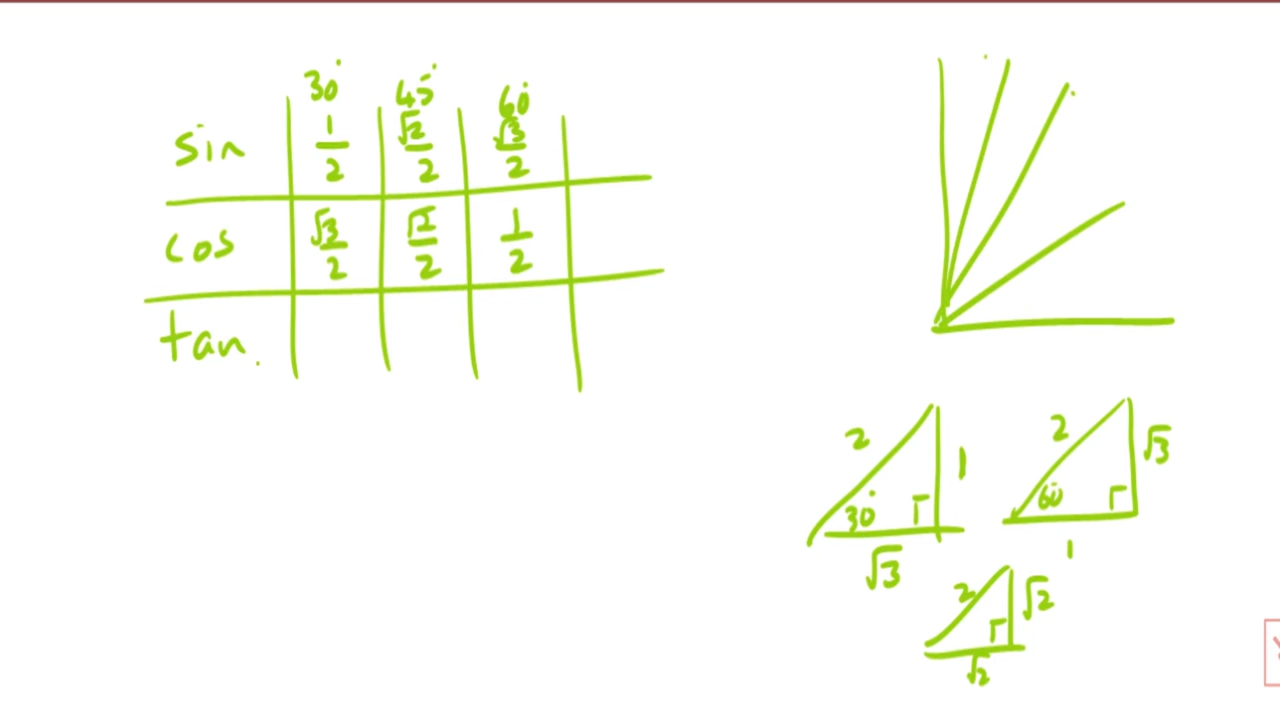 30° 45° 60°
sin 1/2 √2/2 √3/2
cos √3/2 √2/2 1/2
tan.
2 1 30° √3
2 √3 60° 1
2 √2 √2